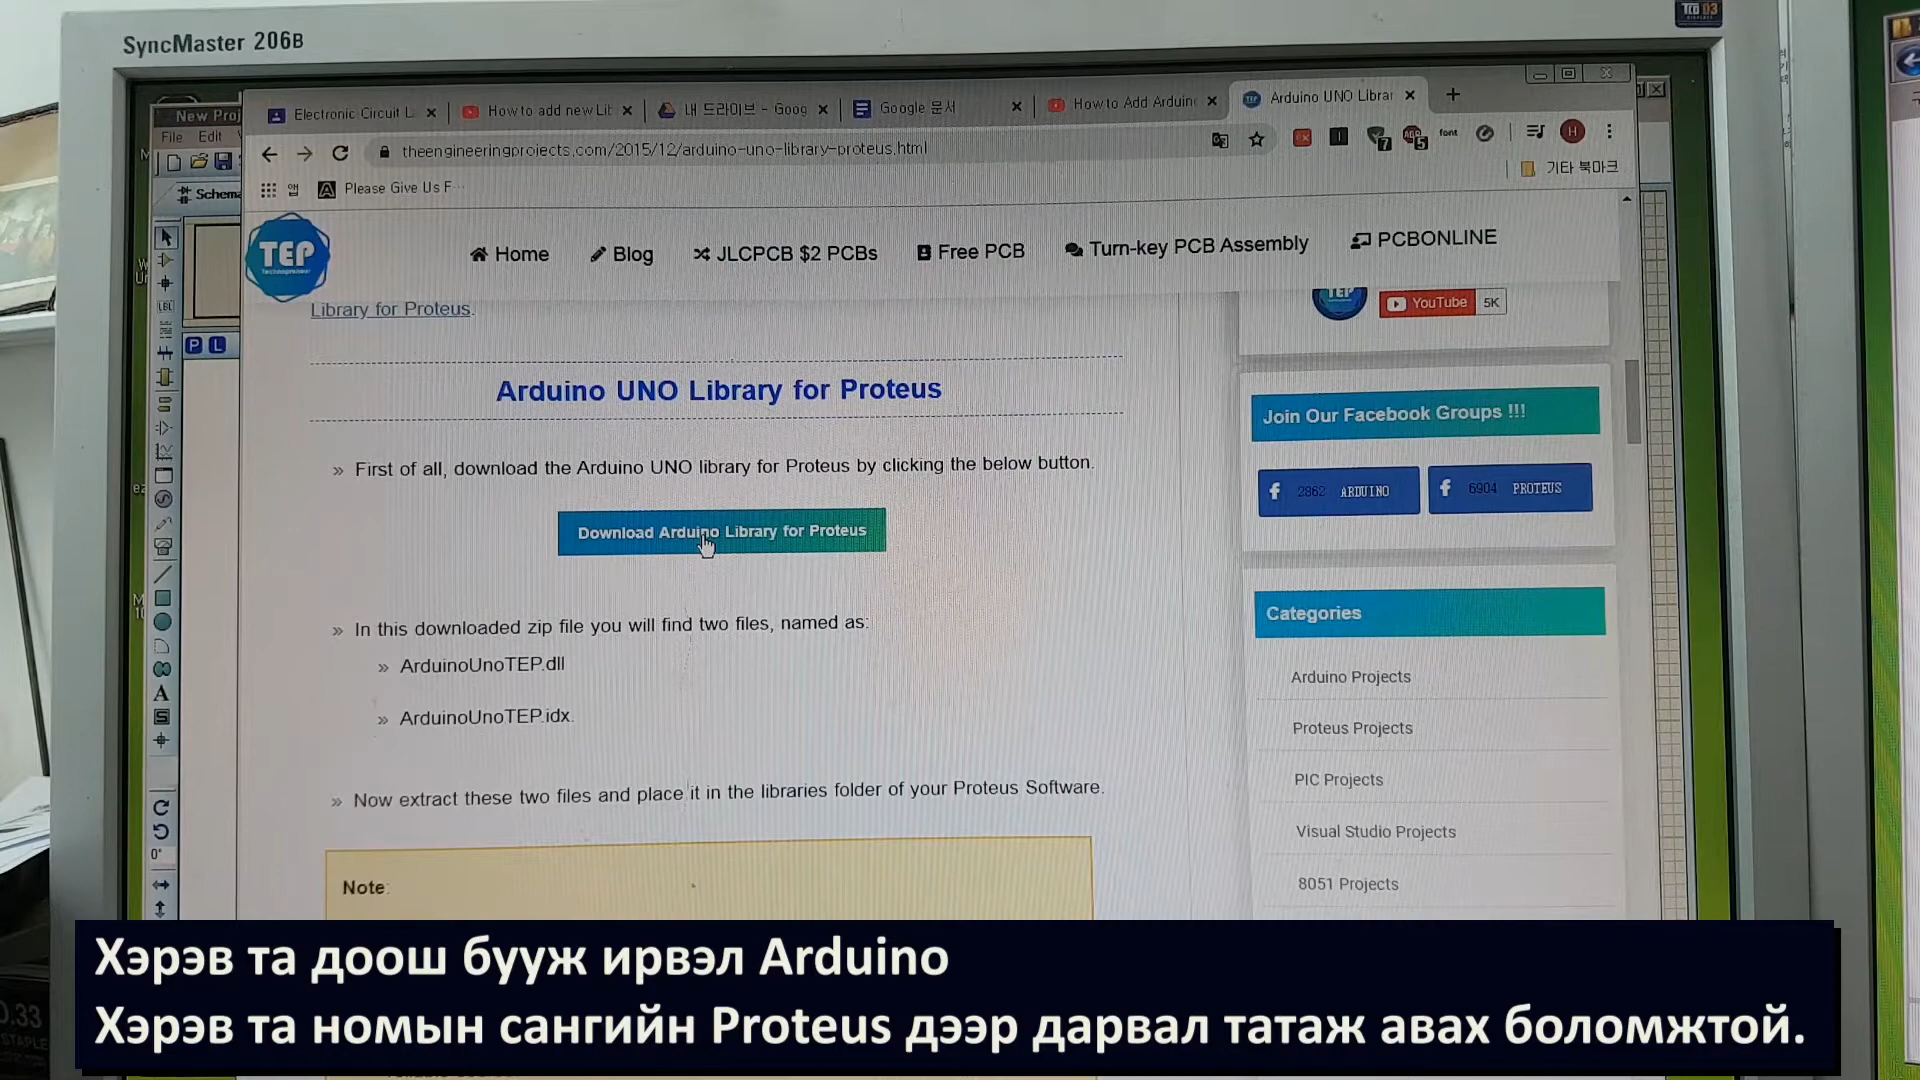 SyncMaster 206B
New Proj
File Edit
Schema
Electronic Circuit L
How to add new Lib
내 드라이브 - Goog
Google 문서
How to Add Arduin
Arduino UNO Librar
theengineeringprojects.com/2015/12/arduino-uno-library-proteus.html
font
H
앱
Please Give Us F…
기타 북마크
TEP
Home
Blog
JLCPCB $2 PCBs
Free PCB
Turn-key PCB Assembly
PCBONLINE
Library for Proteus.
YouTube 5K
Arduino UNO Library for Proteus
Join Our Facebook Groups !!!
» First of all, download the Arduino UNO library for Proteus by clicking the below button.
2862 ARDUINO
6904 PROTEUS
Download Arduino Library for Proteus
Categories
» In this downloaded zip file you will find two files, named as:
» ArduinoUnoTEP.dll
» ArduinoUnoTEP.idx.
Arduino Projects
Proteus Projects
PIC Projects
Visual Studio Projects
8051 Projects
» Now extract these two files and place it in the libraries folder of your Proteus Software.
Note:
Хэрэв та доош бууж ирвэл Arduino
Хэрэв та номын сангийн Proteus дээр дарвал татаж авах боломжтой.